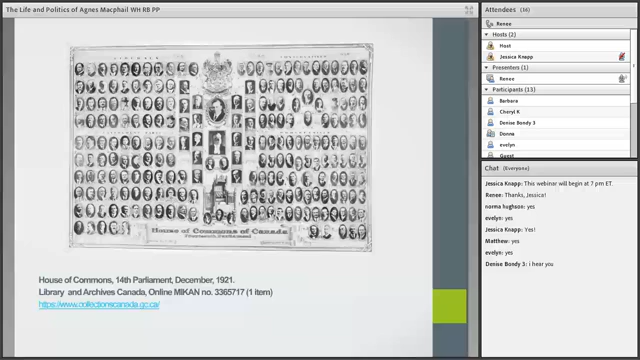 The Life and Politics of Agnes Macphail WH RB PP
House of Commons of Canada
House of Commons, 14th Parliament, December, 1921.
Library and Archives Canada, Online MIKAN no. 3365717 (1 item)
https://www.collectionscanada.gc.ca/
Attendees (16)
Renee
Hosts (2)
Host
Jessica Knapp
Presenters (1)
Renee
Participants (13)
Barbara
Cheryl K
Denise Bondy 3
Donna
evelyn
Guest
Chat (Everyone)
Jessica Knapp: This webinar will begin at 7 pm ET.
Renee: Thanks, Jessica!
norma hughson: yes
evelyn: yes
Jessica Knapp: Yes!
Matthew: yes
evelyn: yes
Denise Bondy 3: i hear you